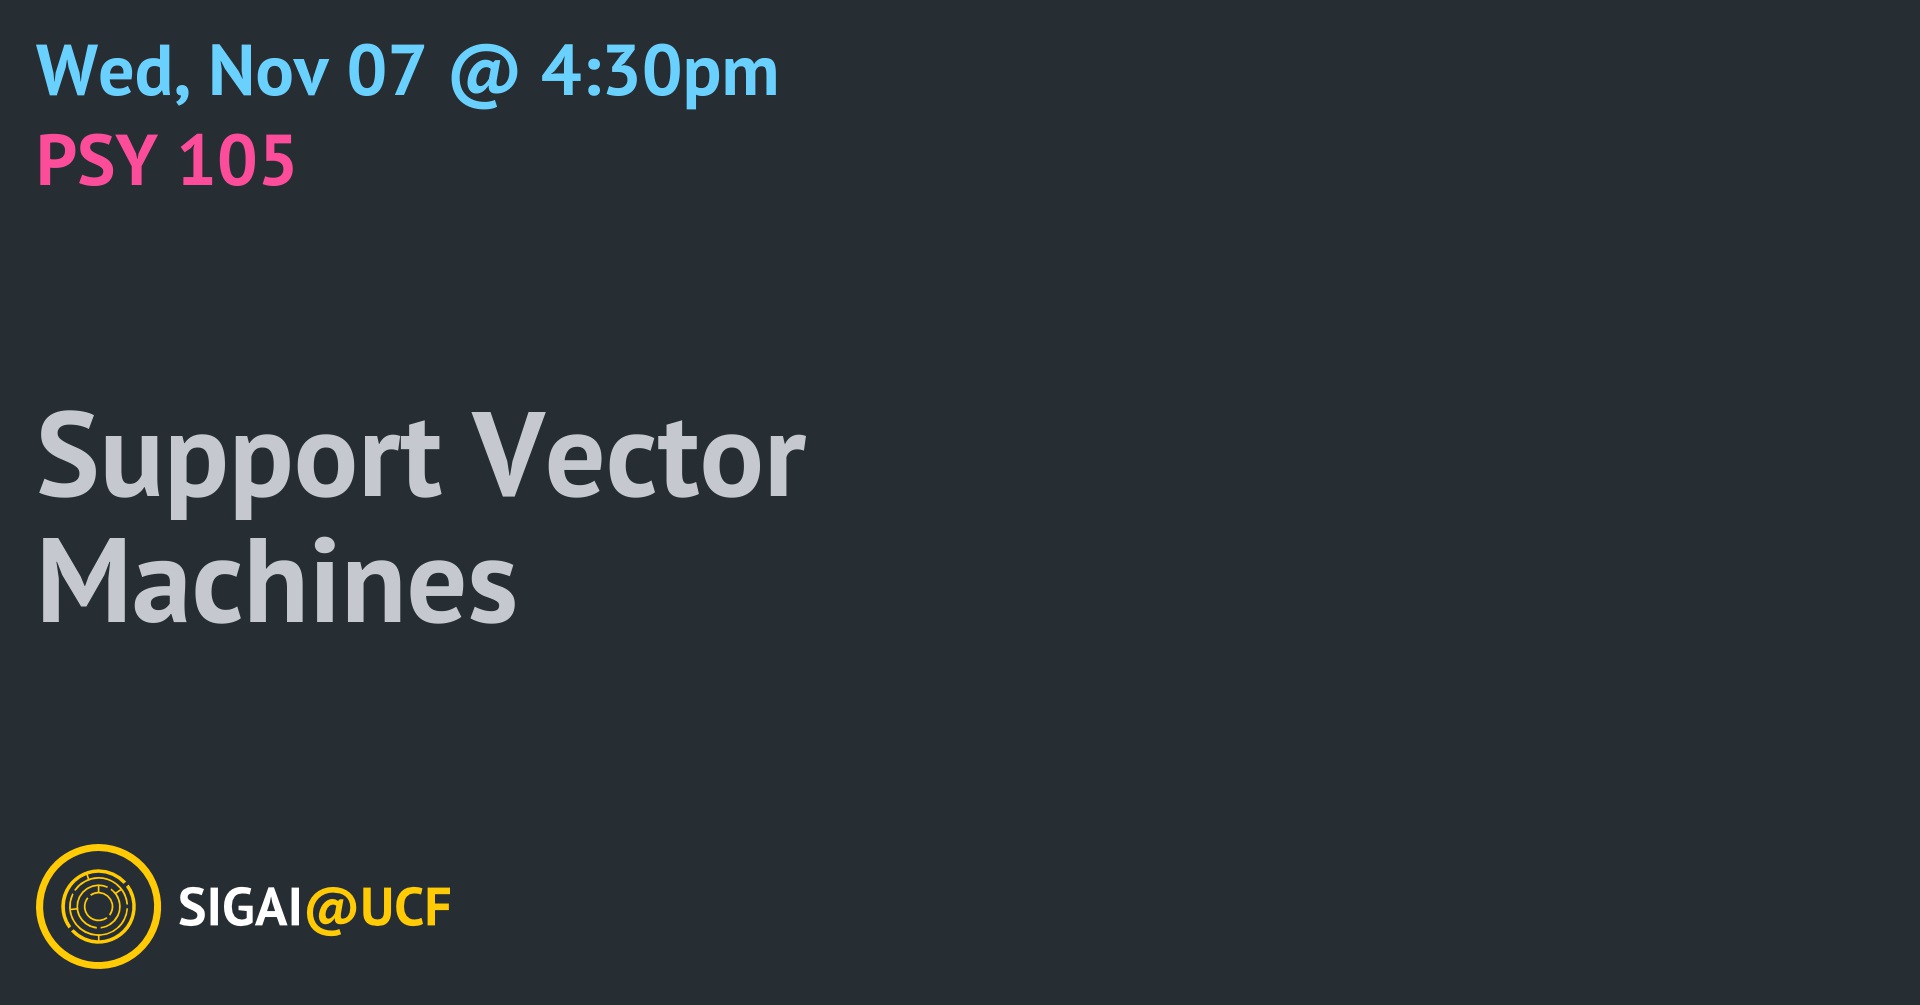 Wed, Nov 07 @ 4:30pm
PSY 105
Support Vector
Machines
SIGAI@UCF